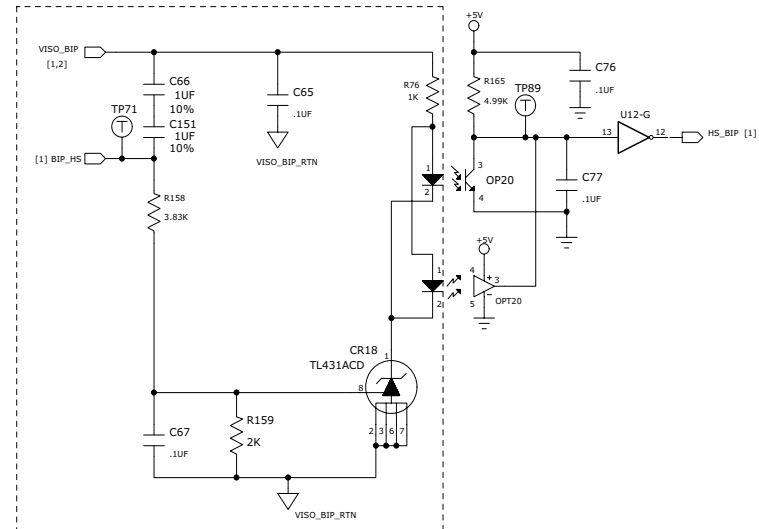 VISO_BIP
[1,2]
C66
1UF
10%
C151
1UF
10%
TP71
T
[1] BIP_HS
R158
3.83K
C65
.1UF
VISO_BIP_RTN
R76
1K
1
2
1
2
CR18
TL431ACD
1
8
2
3
6
7
C67
.1UF
R159
2K
VISO_BIP_RTN
+5V
R165
4.99K
TP89
T
C76
.1UF
U12-G
13
12
HS_BIP [1]
3
4
OP20
C77
.1UF
+5V
4
3
5
+
−
OPT20